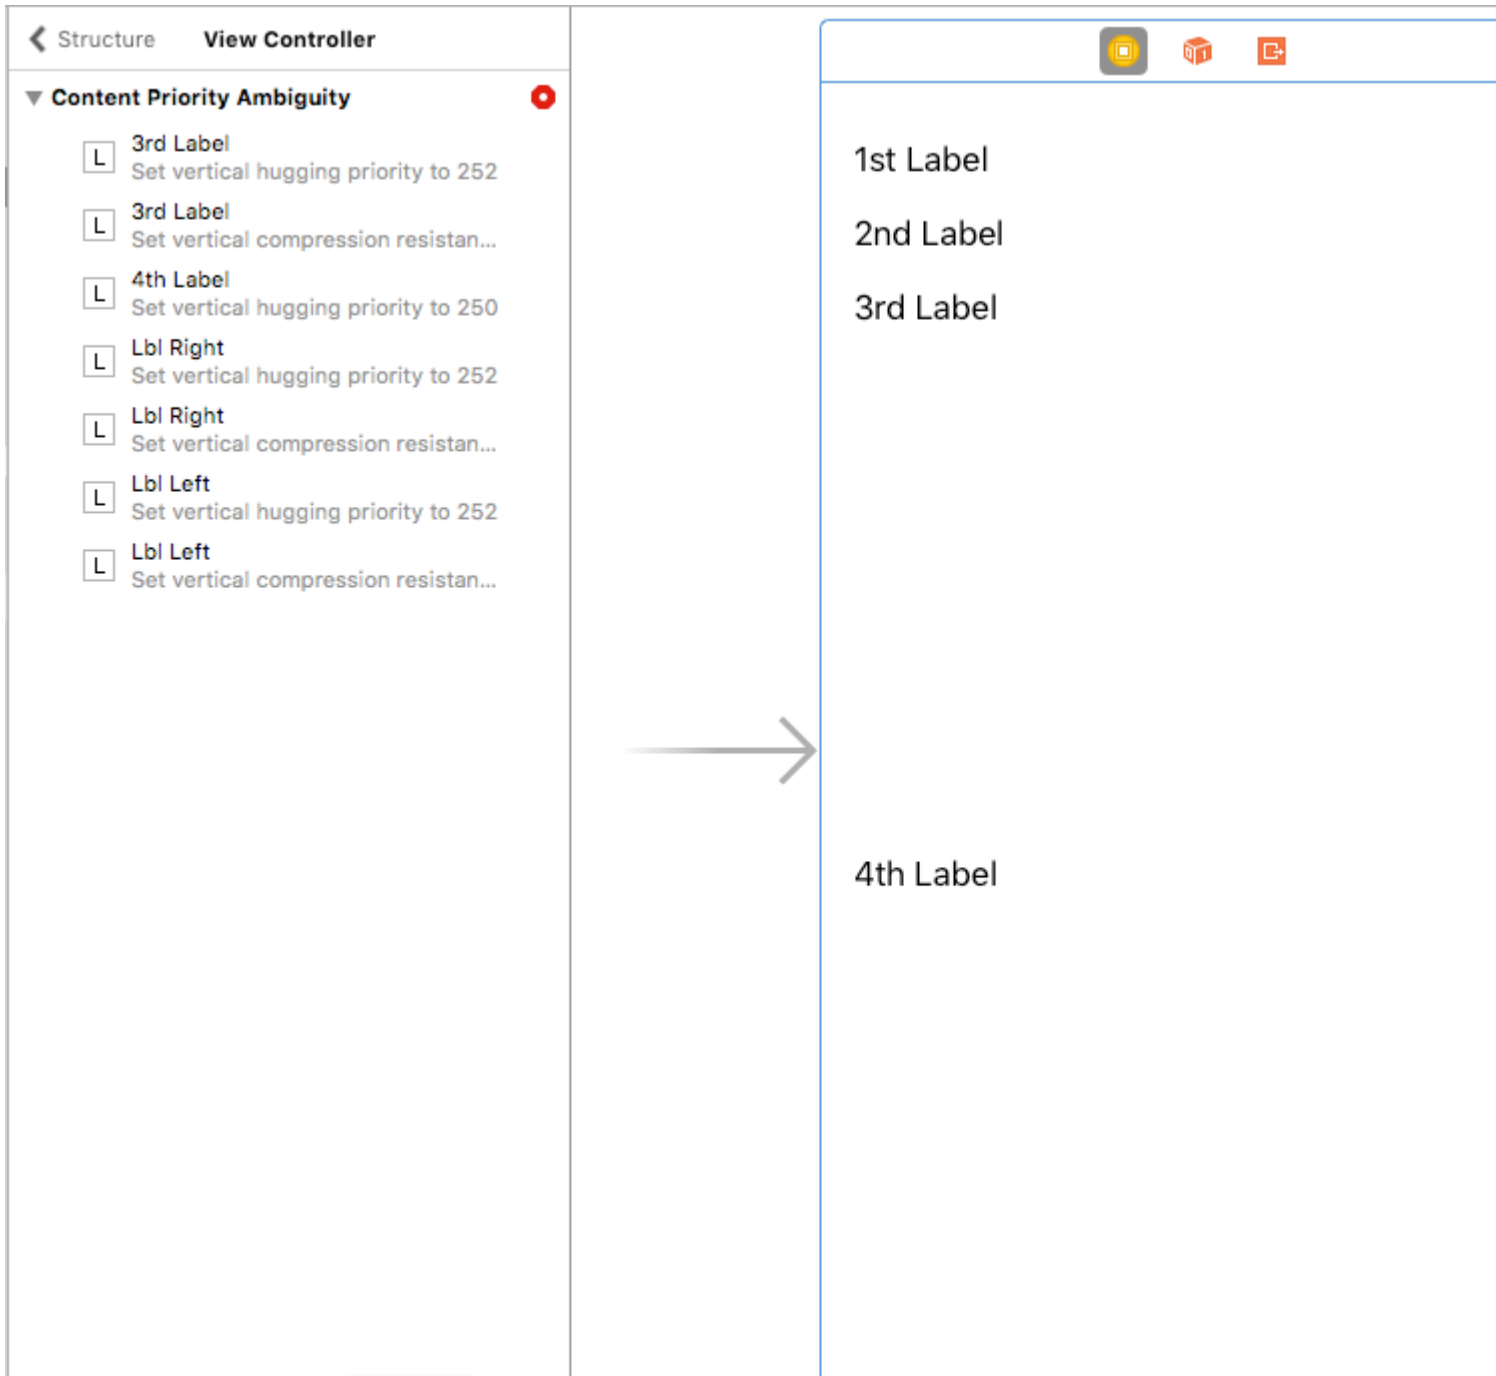 Structure View Controller
Content Priority Ambiguity
L 3rd Label
Set vertical hugging priority to 252
L 3rd Label
Set vertical compression resistan...
L 4th Label
Set vertical hugging priority to 250
L Lbl Right
Set vertical hugging priority to 252
L Lbl Right
Set vertical compression resistan...
L Lbl Left
Set vertical hugging priority to 252
L Lbl Left
Set vertical compression resistan...
1st Label
2nd Label
3rd Label
4th Label